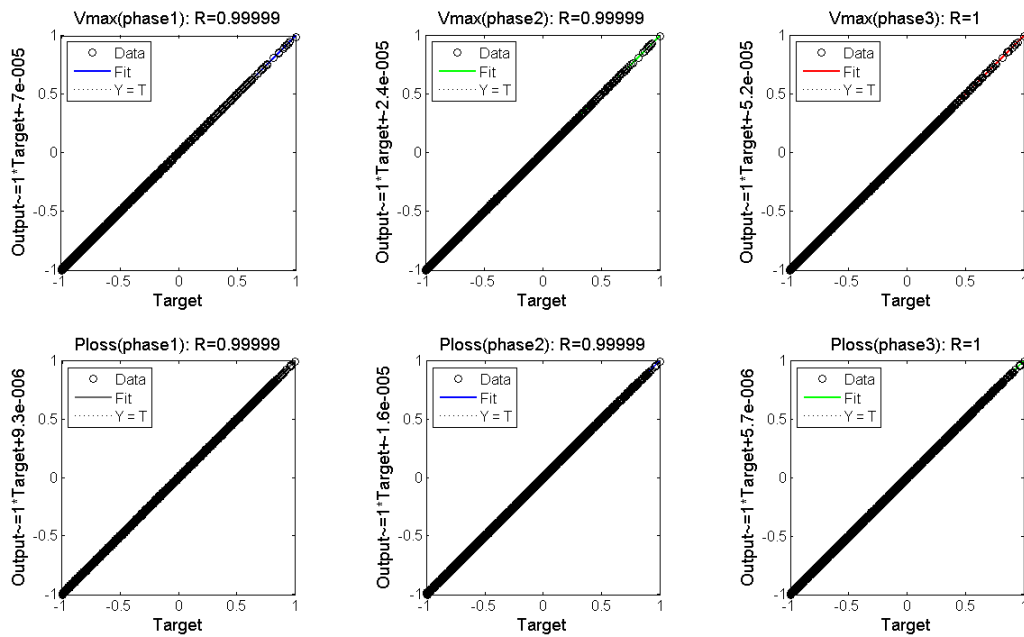 Vmax(phase1): R=0.99999
Output~=1*Target+-7e-005
1
0.5
0
-0.5
-1
Data
Fit
Y = T
-1 -0.5 0 0.5 1
Target
Vmax(phase2): R=0.99999
Output~=1*Target+-2.4e-005
1
0.5
0
-0.5
-1
Data
Fit
Y = T
-1 -0.5 0 0.5 1
Target
Vmax(phase3): R=1
Output~=1*Target+-5.2e-005
1
0.5
0
-0.5
-1
Data
Fit
Y = T
-1 -0.5 0 0.5 1
Target
Ploss(phase1): R=0.99999
Output~=1*Target+9.3e-006
1
0.5
0
-0.5
-1
Data
Fit
Y = T
-1 -0.5 0 0.5 1
Target
Ploss(phase2): R=0.99999
Output~=1*Target+-1.6e-005
1
0.5
0
-0.5
-1
Data
Fit
Y = T
-1 -0.5 0 0.5 1
Target
Ploss(phase3): R=1
Output~=1*Target+5.7e-006
1
0.5
0
-0.5
-1
Data
Fit
Y = T
-1 -0.5 0 0.5 1
Target